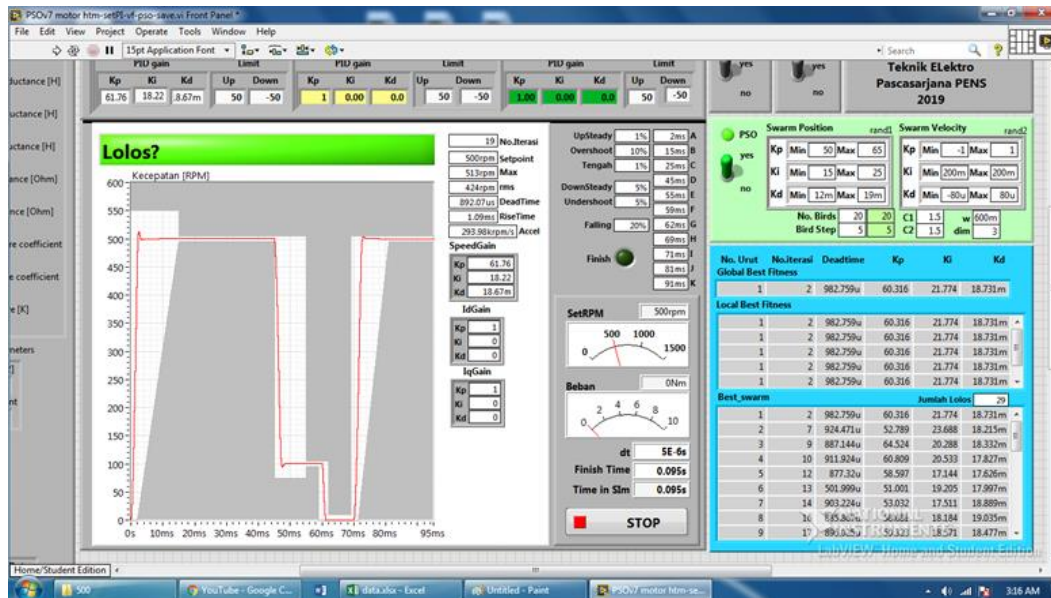 PSOv7 motor htm-setPI-vf-pso-save.vi Front Panel *
File Edit View Project Operate Tools Window Help
15pt Application Font
Search
PID gain Limit PID gain Limit PID gain Limit
Kp Ki Kd Up Down Kp Ki Kd Up Down Kp Ki Kd Up Down
61.76 18.22 8.67m 50 -50 1 0.00 0.0 50 -50 1.00 0.00 0.0 50 -50
yes yes
no no
Teknik ELektro
Pascasarjana PENS
2019
ductance [H]
uctance [H]
uctance [H]
ance [Ohm]
nce [Ohm]
re coefficient
e coefficient
re [K]
meters
nt
Lolos?
Kecepatan [RPM]
600
550
500
450
400
350
300
250
200
150
100
50
0
0s 10ms 20ms 30ms 40ms 50ms 60ms 70ms 80ms 95ms
19 No.Iterasi
500rpm Setpoint
513rpm Max
424rpm rms
892.07us DeadTime
1.09ms RiseTime
293.98krpm/s Accel
SpeedGain
Kp 61.76
Ki 18.22
Kd 18.67m
IdGain
Kp 1
Ki 0
Kd 0
IqGain
Kp 1
Ki 0
Kd 0
UpSteady 1% 2ms A
Overshoot 10% 15ms B
Tengah 1% 25ms C
45ms D
DownSteady 5% 55ms E
Undershoot 5% 59ms F
Falling 20% 62ms G
69ms H
Finish 71ms I
81ms J
91ms K
SetRPM 500rpm
0 500 1000 1500
Beban 0Nm
0 2 4 6 8 10
dt 5E-6s
Finish Time 0.095s
Time in SIm 0.095s
STOP
PSO
yes
no
Swarm Position rand1 Swarm Velocity rand2
Kp Min 50 Max 65 Kp Min -1 Max 1
Ki Min 15 Max 25 Ki Min 200m Max 200m
Kd Min 12m Max 19m Kd Min -80u Max 80u
No. Birds 20 20 C1 1.5 w 600m
Bird Step 5 5 C2 1.5 dim 3
No. Urut No.iterasi Deadtime Kp Ki Kd
Global Best Fitness
1 2 982.759u 60.316 21.774 18.731m
Local Best Fitness
1 2 982.759u 60.316 21.774 18.731m
1 2 982.759u 60.316 21.774 18.731m
1 2 982.759u 60.316 21.774 18.731m
1 2 982.759u 60.316 21.774 18.731m
1 2 982.759u 60.316 21.774 18.731m
Best_swarm Jumlah Lolos 29
1 2 982.759u 60.316 21.774 18.731m
2 7 924.471u 52.789 23.688 18.215m
3 9 887.144u 64.524 20.288 18.332m
4 10 911.924u 60.809 20.533 17.827m
5 12 877.32u 58.597 17.144 17.626m
6 13 501.999u 51.001 19.205 17.997m
7 14 903.224u 53.032 17.511 18.889m
8 16 18.184 19.035m
9 17 18.571 18.477m
NATIONAL
INSTRUMENTS
LabVIEW Home and Student Edition
Home/Student Edition
500 YouTube - Google C... data.xlsx - Excel Untitled - Paint PSOv7 motor htm-se... 3:16 AM